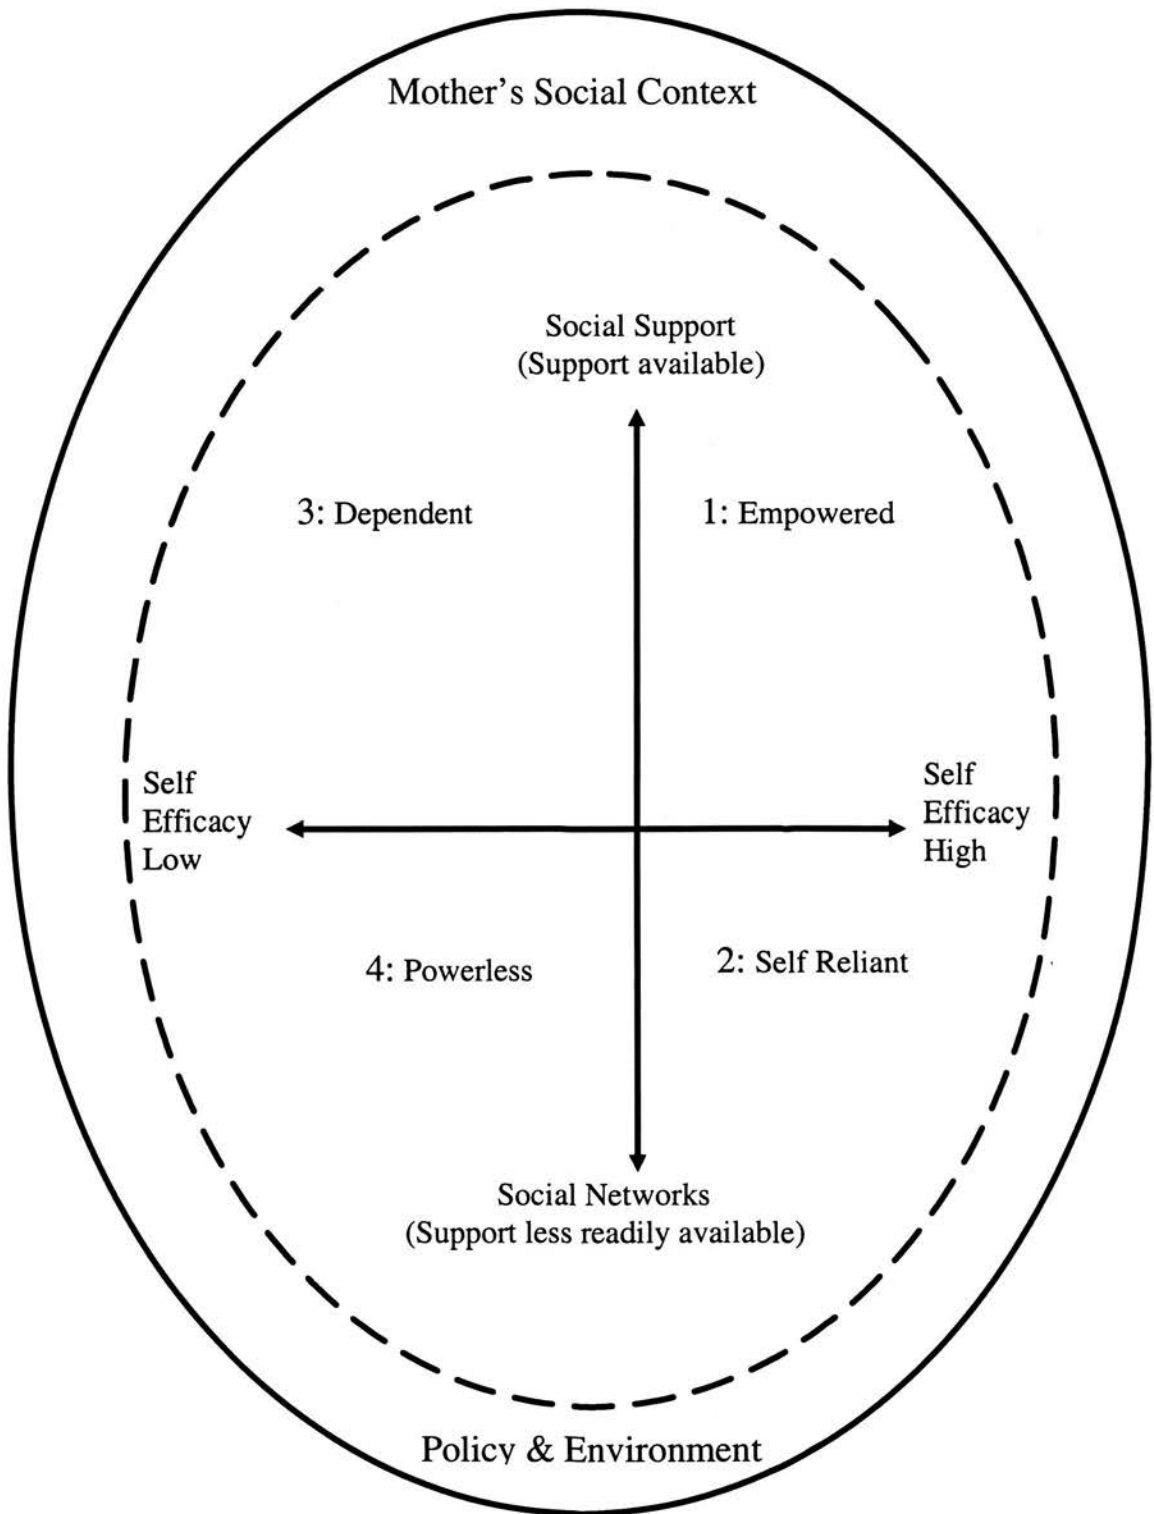 Mother's Social Context
Social Support
(Support available)
3: Dependent
1: Empowered
Self
Efficacy
Low
Self
Efficacy
High
4: Powerless
2: Self Reliant
Social Networks
(Support less readily available)
Policy & Environment